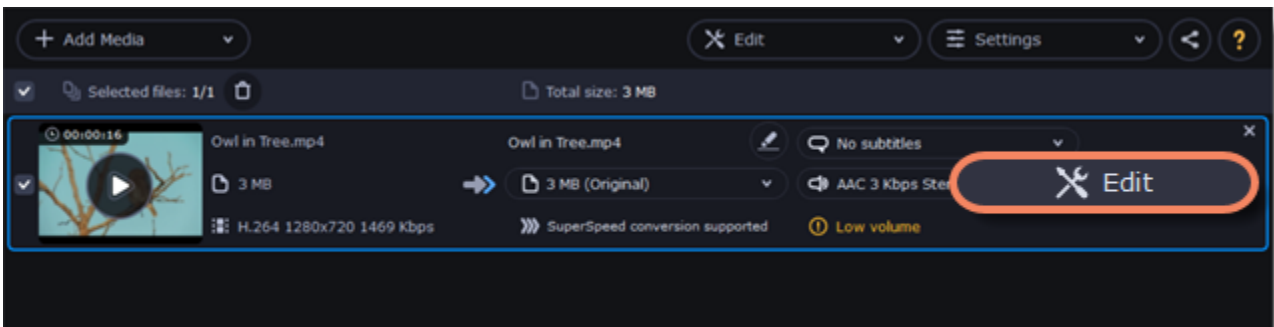 + Add Media
Edit
Settings
?
Selected files: 1/1
Total size: 3 MB
00:00:16
Owl in Tree.mp4
Owl in Tree.mp4
No subtitles
3 MB
3 MB (Original)
AAC 3 Kbps Ster
Edit
H.264 1280x720 1469 Kbps
SuperSpeed conversion supported
Low volume